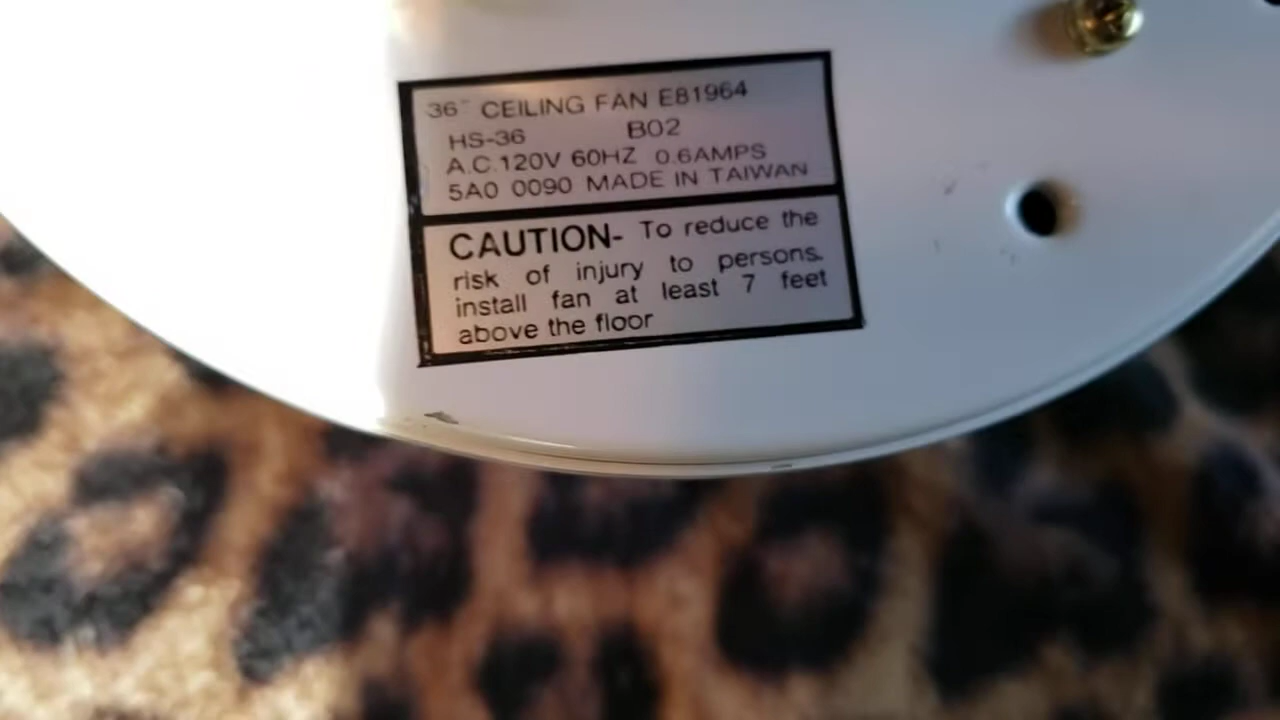 36" CEILING FAN E81964
HS-36 B02
A.C.120V 60HZ 0.6AMPS
5A0 0090 MADE IN TAIWAN
CAUTION- To reduce the
risk of injury to persons.
install fan at least 7 feet
above the floor